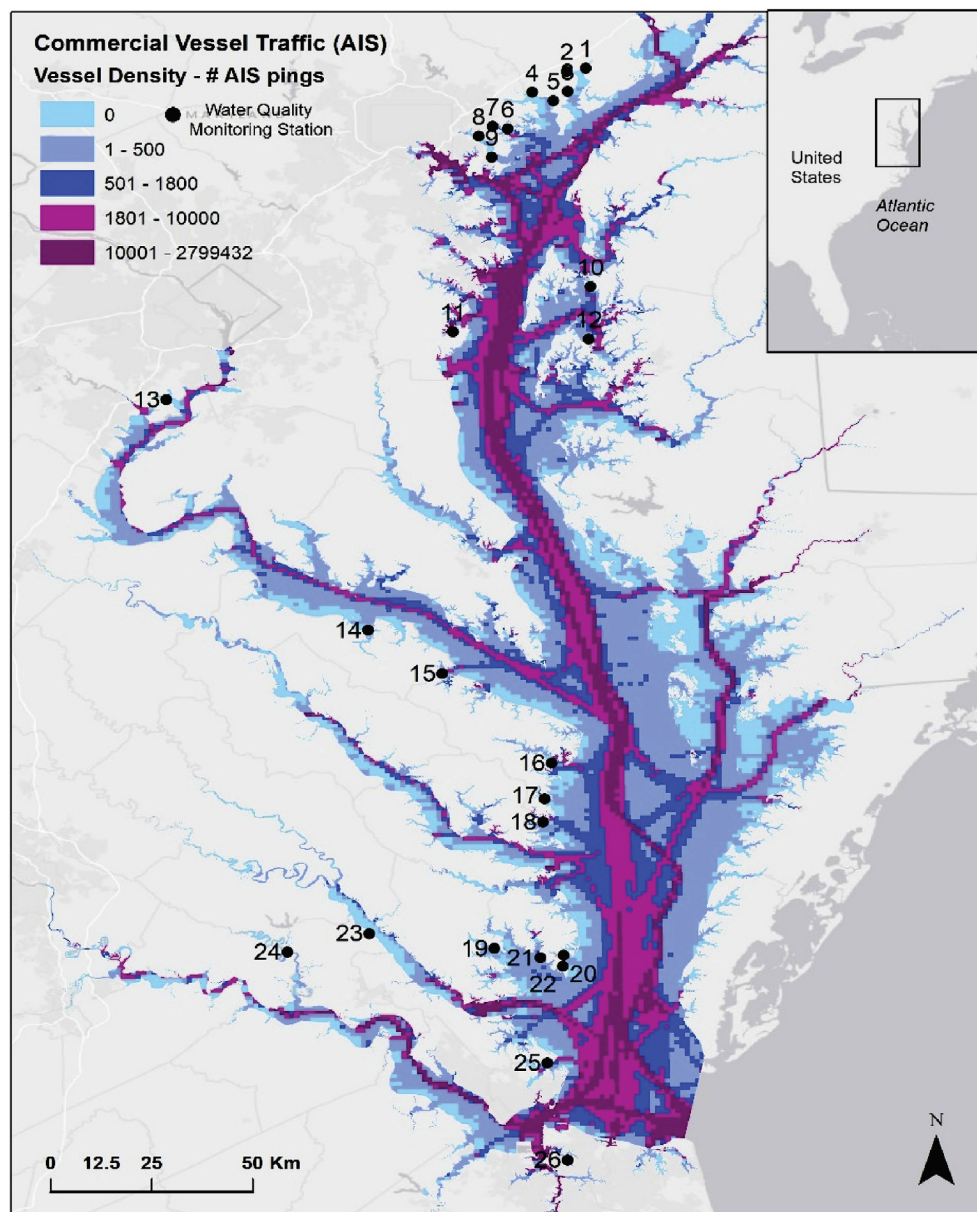 Commercial Vessel Traffic (AIS)
Vessel Density - # AIS pings
0
1 - 500
501 - 1800
1801 - 10000
10001 - 2799432
Water Quality
Monitoring Station
MARYLAND
United
States
Atlantic
Ocean
2 1
3
4 5
7 6
8
9
10
11
12
13
14
15
16
17
18
19
20
21
22
23
24
25
26
N
0 12.5 25 50 Km